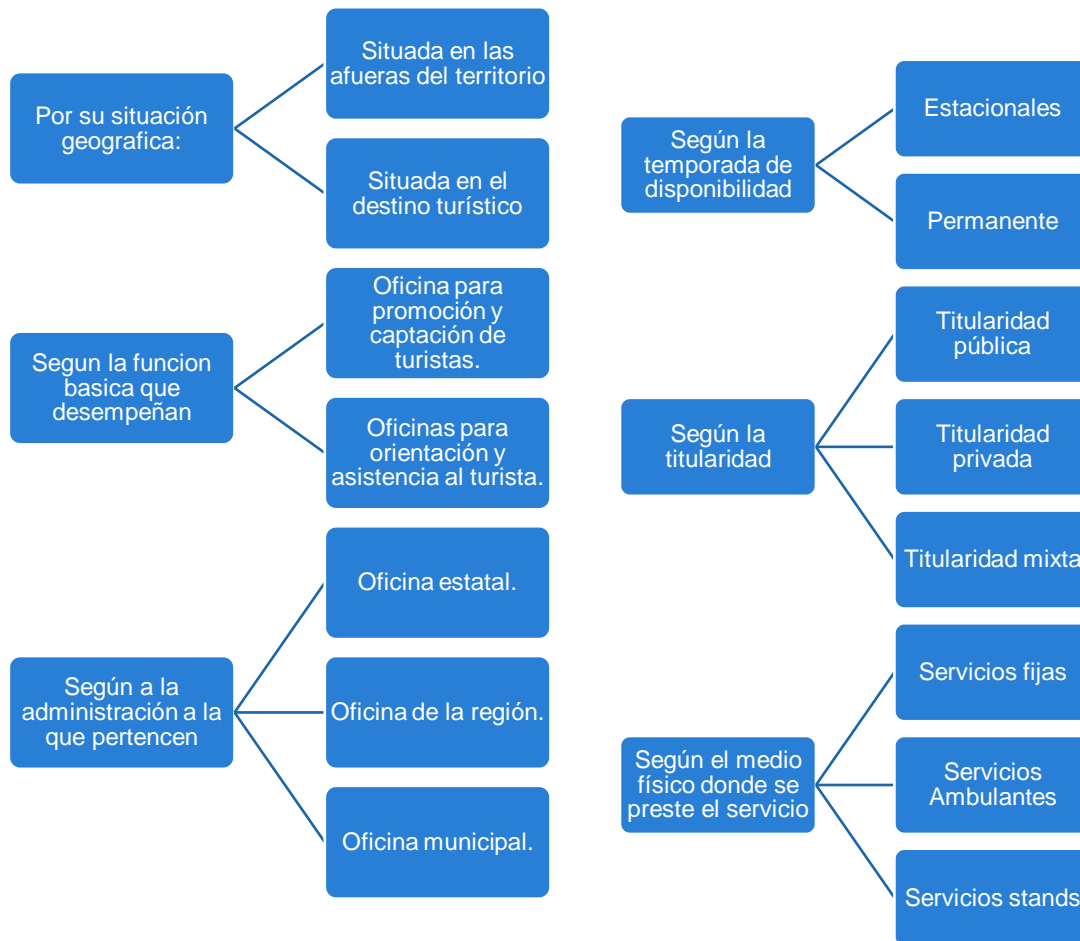 Situada en las
afueras del territorio
Por su situación
geografica:
Situada en el
destino turístico
Oficina para
promoción y
captación de
turistas.
Segun la funcion
basica que
desempeñan
Oficinas para
orientación y
asistencia al turista.
Oficina estatal.
Según a la
administración a la
que pertencen
Oficina de la región.
Oficina municipal.
Estacionales
Según la
temporada de
disponibilidad
Permanente
Titularidad
pública
Según la
titularidad
Titularidad
privada
Titularidad mixta
Servicios fijas
Según el medio
físico donde se
preste el servicio
Servicios
Ambulantes
Servicios stands